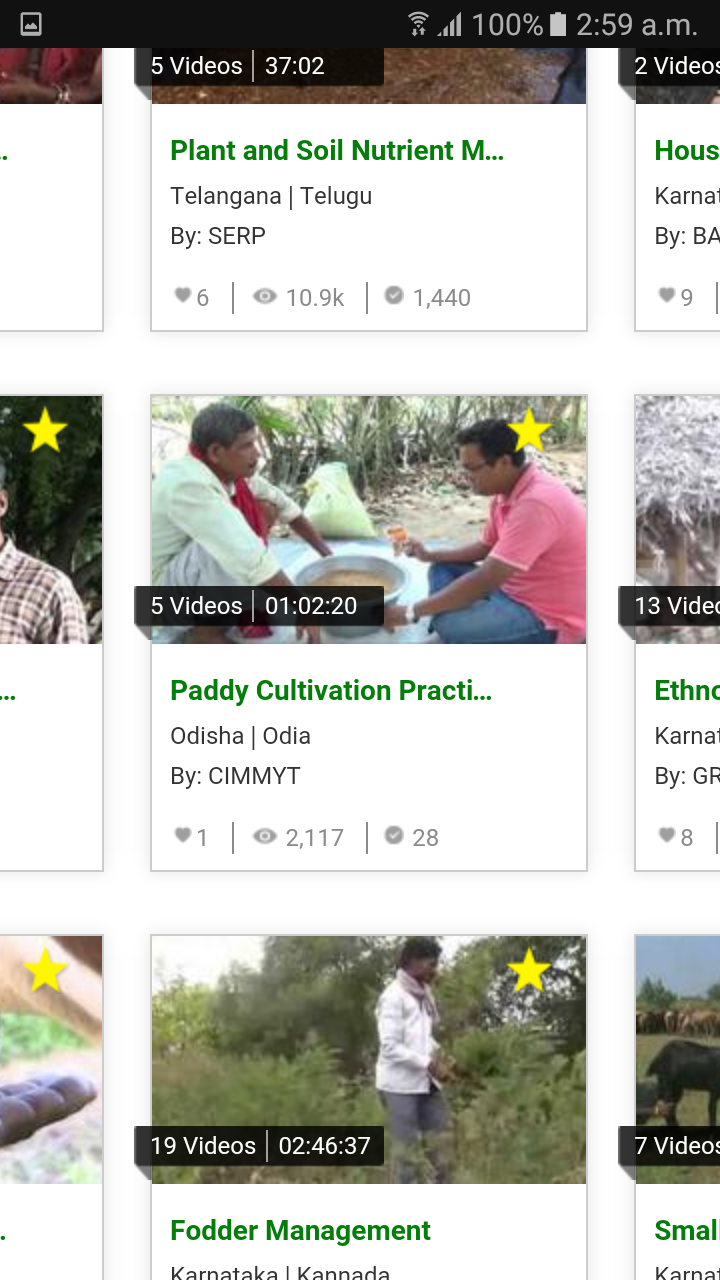 100% 2:59 a.m.
5 Videos | 37:02
2 Videos
..
Plant and Soil Nutrient M...
Hous
Telangana | Telugu
Karnat
By: SERP
By: BA
6 | 10.9k | 1,440
9
5 Videos | 01:02:20
13 Video
...
Paddy Cultivation Practi...
Ethno
Odisha | Odia
Karnat
By: CIMMYT
By: GR
1 | 2,117 | 28
8
19 Videos | 02:46:37
7 Videos
.
Fodder Management
Small
Karnataka | Kannada
Karnat